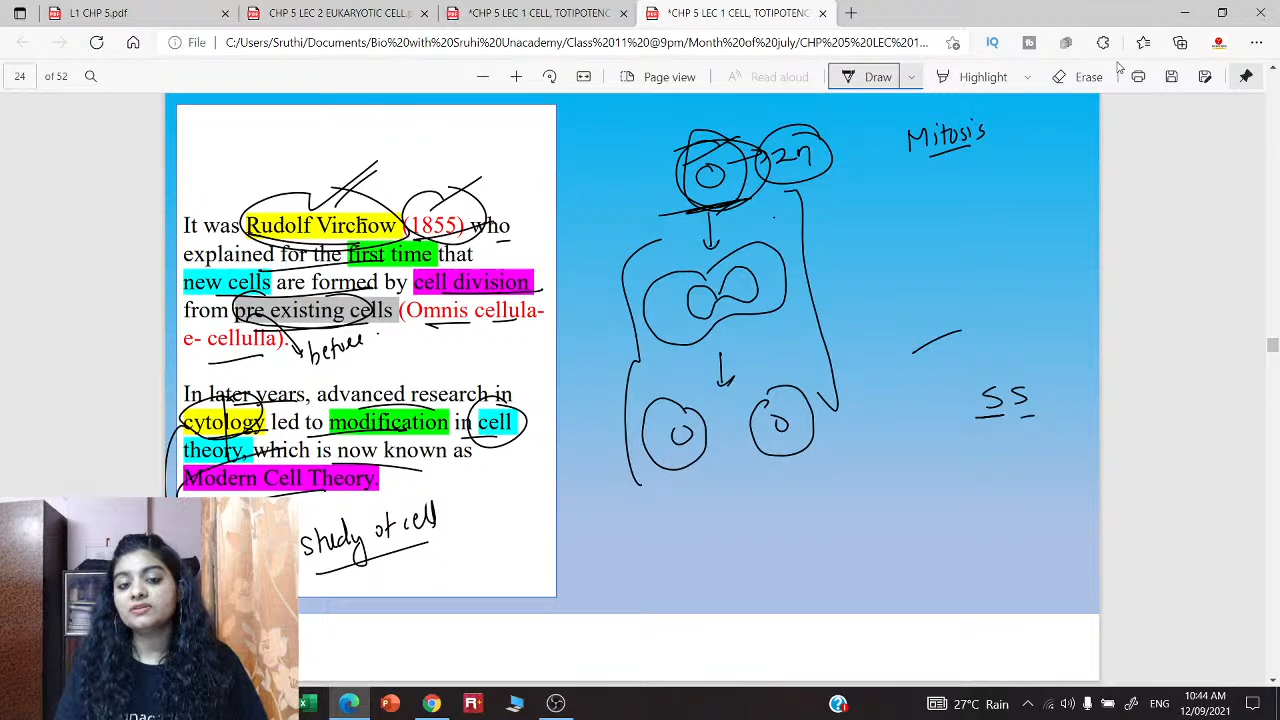 L1 CHP 5.pdf
CHP 5 LEC 2 EUKARYOTIC CELL.p
*CHP 5 LEC 1 CELL, TOTIPOTENC
*CHP 5 LEC 1 CELL, TOTIPOTENC
File
C:/Users/Sruthi/Documents/Bio%20with%20Sruhi%20Unacademy/Class%2011%20@9pm/Month%20of%20july/CHP%205%20LEC%201...
24 of 52
Page view
Read aloud
Draw
Highlight
Erase
Mitosis
2n
It was Rudolf Virchow (1855) who
explained for the first time that
new cells are formed by cell division
from pre existing cells (Omnis cellula-
e- cellulla).
before
In later years, advanced research in
cytology led to modification in cell
theory, which is now known as
Modern Cell Theory.
study of cell
S S
27°C Rain
ENG
10:44 AM
12/09/2021